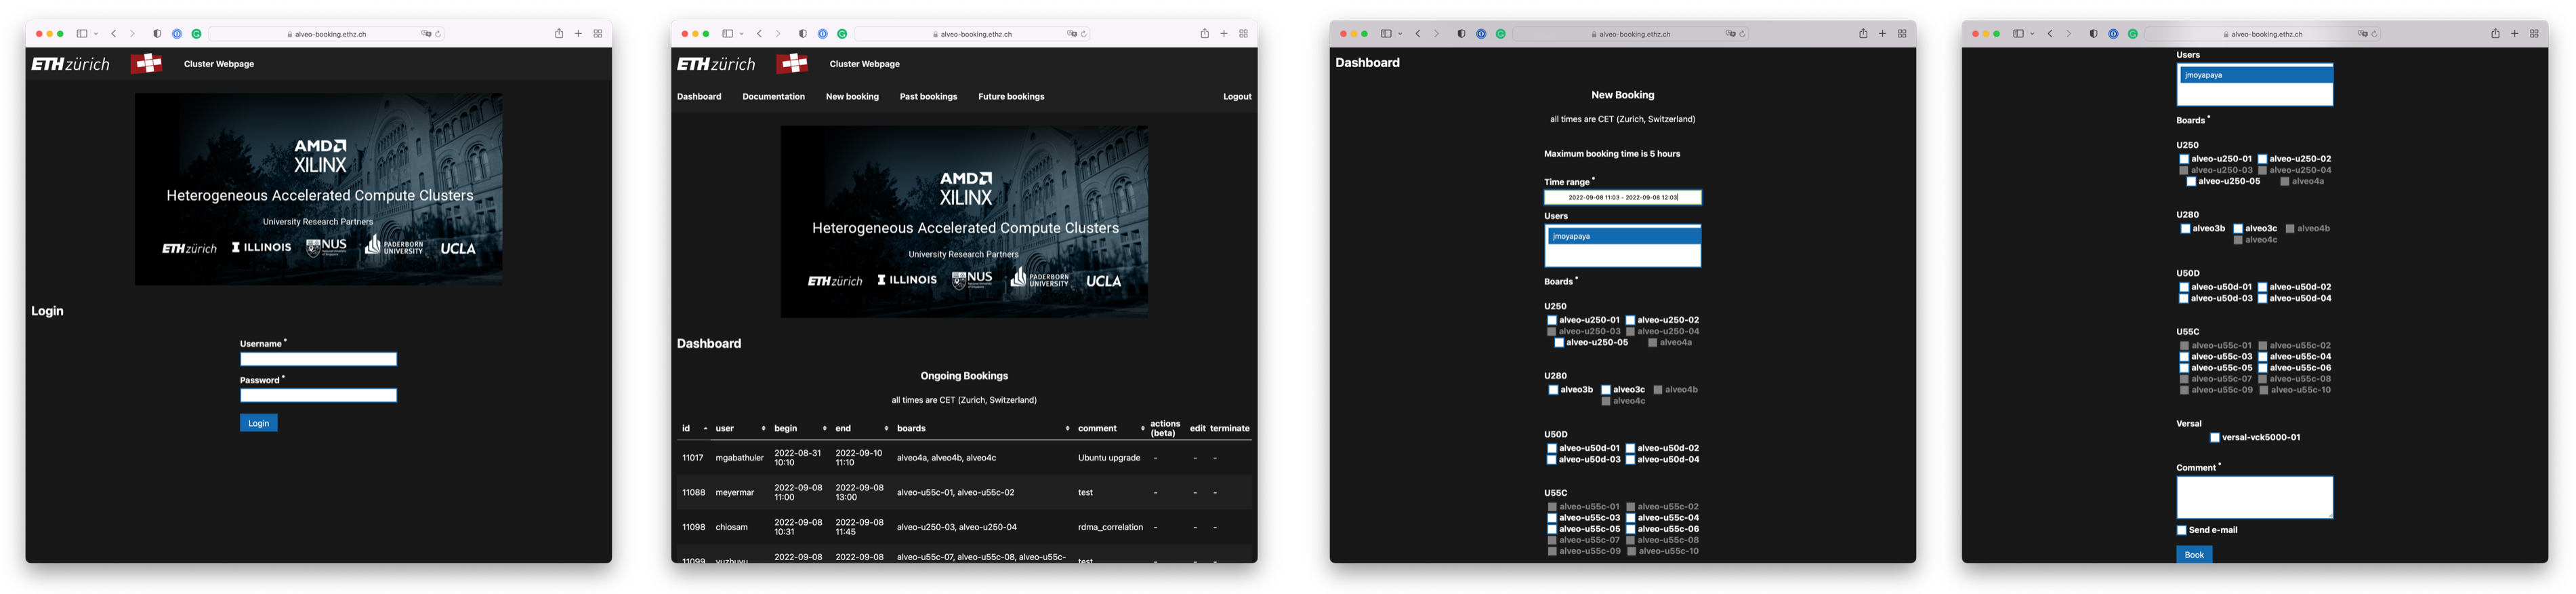 alveo-booking.ethz.ch
ETH zürich
Cluster Webpage
AMD
XILINX
Heterogeneous Accelerated Compute Clusters
University Research Partners
ETH zürich ILLINOIS NUS PADERBORN UNIVERSITY UCLA
Login
Username *
Password *
Login
alveo-booking.ethz.ch
ETH zürich
Cluster Webpage
Dashboard Documentation New booking Past bookings Future bookings Logout
AMD
XILINX
Heterogeneous Accelerated Compute Clusters
University Research Partners
ETH zürich ILLINOIS NUS PADERBORN UNIVERSITY UCLA
Dashboard
Ongoing Bookings
all times are CET (Zurich, Switzerland)
id user begin end boards comment actions (beta) edit terminate
11017 mgabathuler 2022-08-31 10:10 2022-09-10 11:10 alveo4a, alveo4b, alveo4c Ubuntu upgrade - - -
11088 meyermar 2022-09-08 11:00 2022-09-08 13:00 alveo-u55c-01, alveo-u55c-02 test - - -
11098 chiosam 2022-09-08 10:31 2022-09-08 11:45 alveo-u250-03, alveo-u250-04 rdma_correlation - - -
11099 yuzhuyu 2022-09-08 2022-09-08 alveo-u55c-07, alveo-u55c-08, alveo-u55c- test - - -
alveo-booking.ethz.ch
Dashboard
New Booking
all times are CET (Zurich, Switzerland)
Maximum booking time is 5 hours
Time range *
2022-09-08 11:03 - 2022-09-08 12:03
Users
jmoyapaya
Boards *
U250
alveo-u250-01 alveo-u250-02
alveo-u250-03 alveo-u250-04
alveo-u250-05 alveo4a
U280
alveo3b alveo3c alveo4b
alveo4c
U50D
alveo-u50d-01 alveo-u50d-02
alveo-u50d-03 alveo-u50d-04
U55C
alveo-u55c-01 alveo-u55c-02
alveo-u55c-03 alveo-u55c-04
alveo-u55c-05 alveo-u55c-06
alveo-u55c-07 alveo-u55c-08
alveo-u55c-09 alveo-u55c-10
alveo-booking.ethz.ch
Users
jmoyapaya
Boards *
U250
alveo-u250-01 alveo-u250-02
alveo-u250-03 alveo-u250-04
alveo-u250-05 alveo4a
U280
alveo3b alveo3c alveo4b
alveo4c
U50D
alveo-u50d-01 alveo-u50d-02
alveo-u50d-03 alveo-u50d-04
U55C
alveo-u55c-01 alveo-u55c-02
alveo-u55c-03 alveo-u55c-04
alveo-u55c-05 alveo-u55c-06
alveo-u55c-07 alveo-u55c-08
alveo-u55c-09 alveo-u55c-10
Versal
versal-vck5000-01
Comment *
Send e-mail
Book